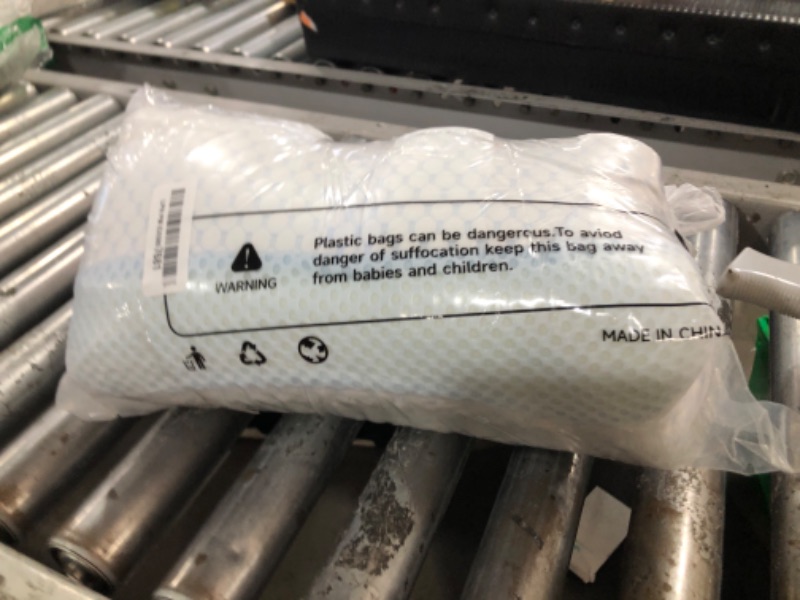 Plastic bags can be dangerous.To aviod
danger of suffocation keep this bag away
from babies and children.
WARNING
MADE IN CHIN